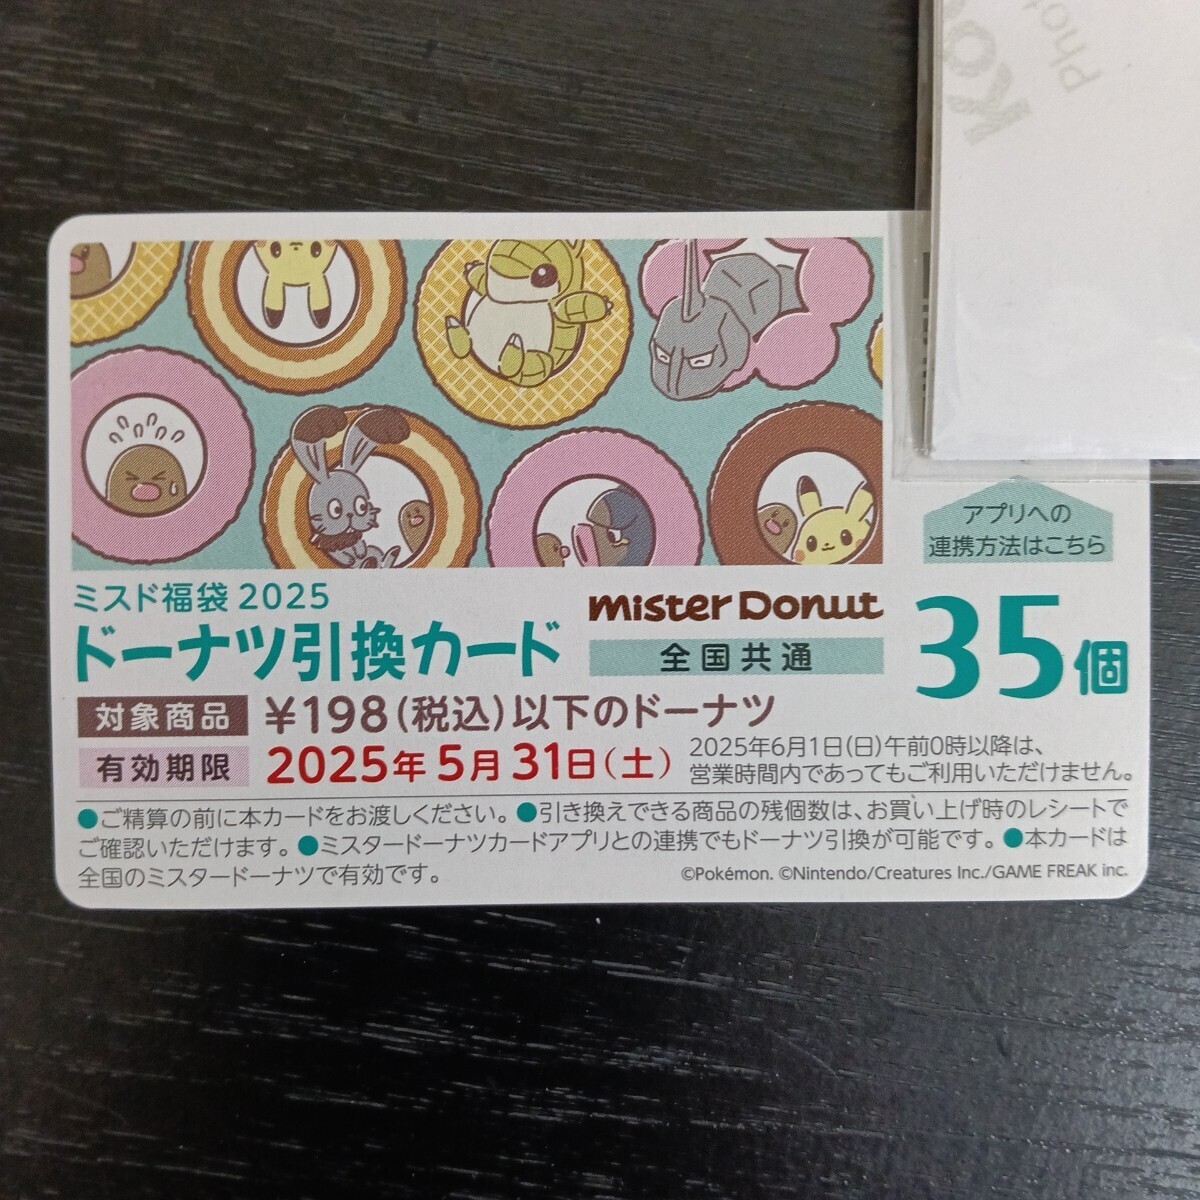 アプリへの
連携方法はこちら
ミスド福袋 2025
ドーナツ引換カード
mister Donut
全国共通
35個
対象商品 ¥198(税込)以下のドーナツ
有効期限 2025年5月31日(土)
2025年6月1日(日)午前0時以降は、
営業時間内であってもご利用いただけません。
●ご精算の前に本カードをお渡しください。●引き換えできる商品の残個数は、お買い上げ時のレシートで
ご確認いただけます。●ミスタードーナツカードアプリとの連携でもドーナツ引換が可能です。●本カードは
全国のミスタードーナツで有効です。
©Pokémon. ©Nintendo/Creatures Inc./GAME FREAK inc.